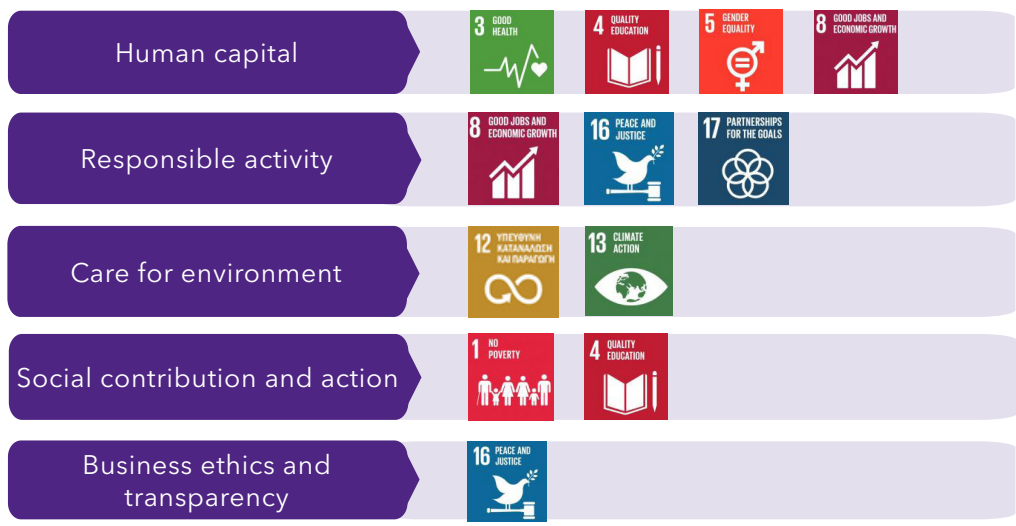 Human capital
3 GOOD
HEALTH
4 QUALITY
EDUCATION
5 GENDER
EQUALITY
8 GOOD JOBS AND
ECONOMIC GROWTH
Responsible activity
8 GOOD JOBS AND
ECONOMIC GROWTH
16 PEACE AND
JUSTICE
17 PARTNERSHIPS
FOR THE GOALS
Care for environment
12 ΥΠΕΥΘΥΝΗ
ΚΑΤΑΝΑΛΩΣΗ
ΚΑΙ ΠΑΡΑΓΩΓΗ
13 CLIMATE
ACTION
Social contribution and action
1 NO
POVERTY
4 QUALITY
EDUCATION
Business ethics and
transparency
16 PEACE AND
JUSTICE